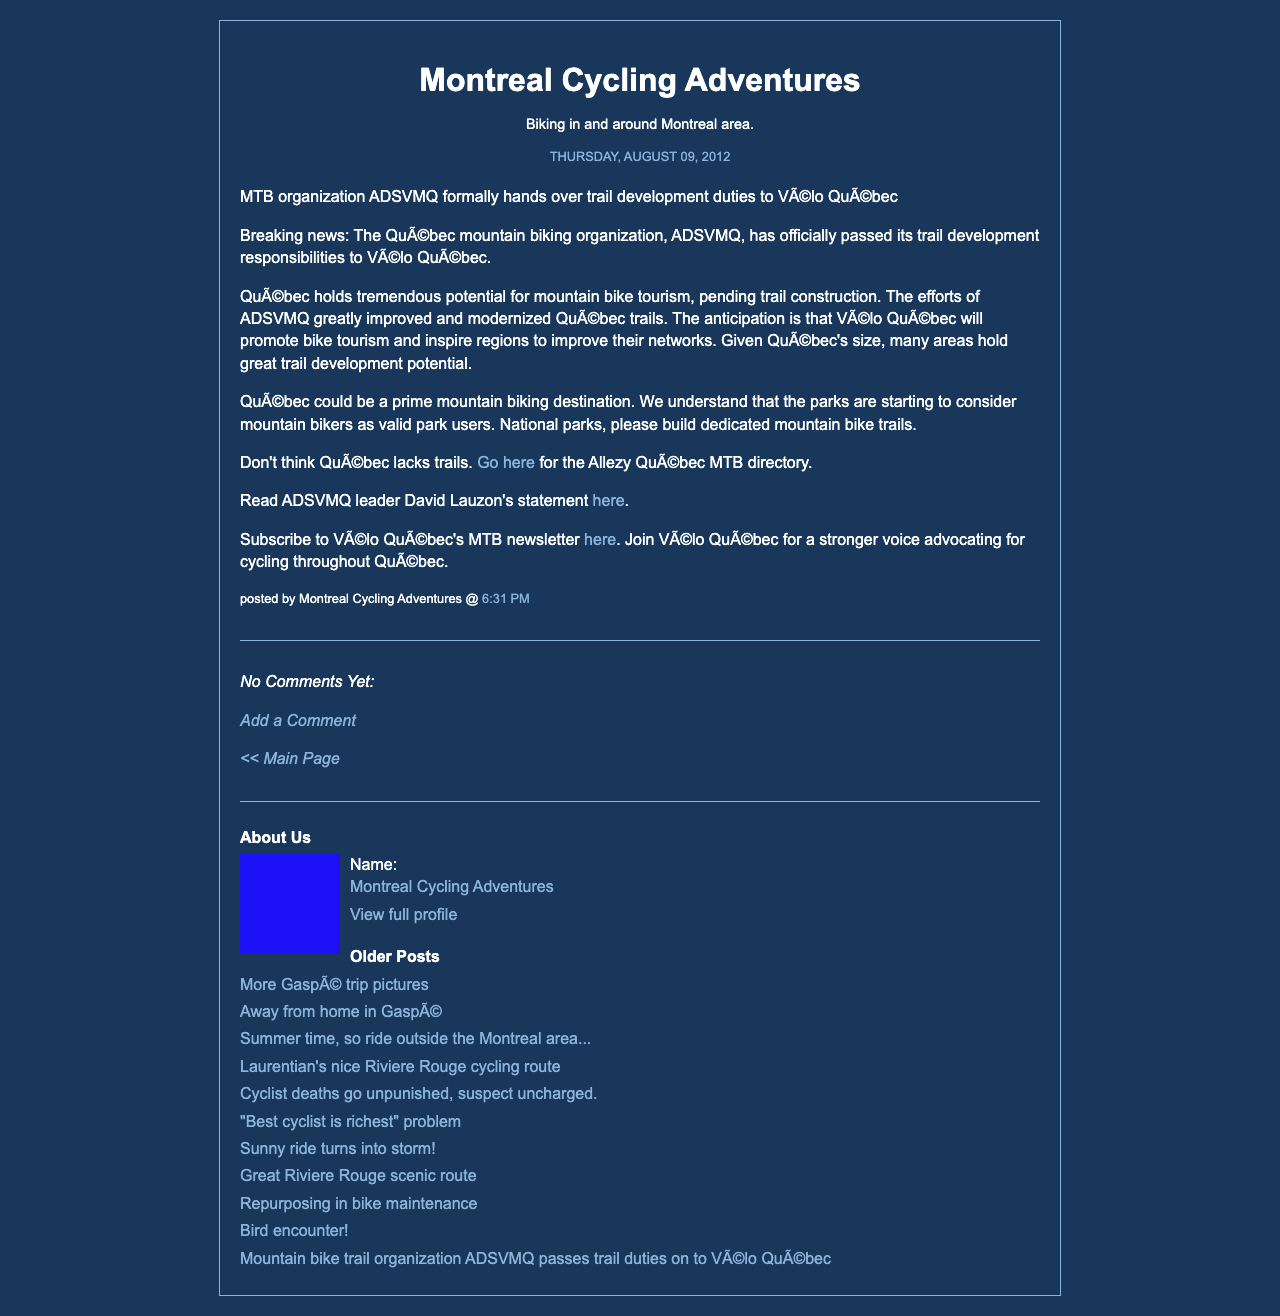 Montreal Cycling Adventures
Biking in and around Montreal area.
THURSDAY, AUGUST 09, 2012
MTB organization ADSVMQ formally hands over trail development duties to VÃ©lo QuÃ©bec
Breaking news: The QuÃ©bec mountain biking organization, ADSVMQ, has officially passed its trail development
responsibilities to VÃ©lo QuÃ©bec.
QuÃ©bec holds tremendous potential for mountain bike tourism, pending trail construction. The efforts of
ADSVMQ greatly improved and modernized QuÃ©bec trails. The anticipation is that VÃ©lo QuÃ©bec will
promote bike tourism and inspire regions to improve their networks. Given QuÃ©bec's size, many areas hold
great trail development potential.
QuÃ©bec could be a prime mountain biking destination. We understand that the parks are starting to consider
mountain bikers as valid park users. National parks, please build dedicated mountain bike trails.
Don't think QuÃ©bec lacks trails. Go here for the Allezy QuÃ©bec MTB directory.
Read ADSVMQ leader David Lauzon's statement here.
Subscribe to VÃ©lo QuÃ©bec's MTB newsletter here. Join VÃ©lo QuÃ©bec for a stronger voice advocating for
cycling throughout QuÃ©bec.
posted by Montreal Cycling Adventures @ 6:31 PM
No Comments Yet:
Add a Comment
<< Main Page
About Us
Name:
Montreal Cycling Adventures
View full profile
Older Posts
More GaspÃ© trip pictures
Away from home in GaspÃ©
Summer time, so ride outside the Montreal area...
Laurentian's nice Riviere Rouge cycling route
Cyclist deaths go unpunished, suspect uncharged.
"Best cyclist is richest" problem
Sunny ride turns into storm!
Great Riviere Rouge scenic route
Repurposing in bike maintenance
Bird encounter!
Mountain bike trail organization ADSVMQ passes trail duties on to VÃ©lo QuÃ©bec